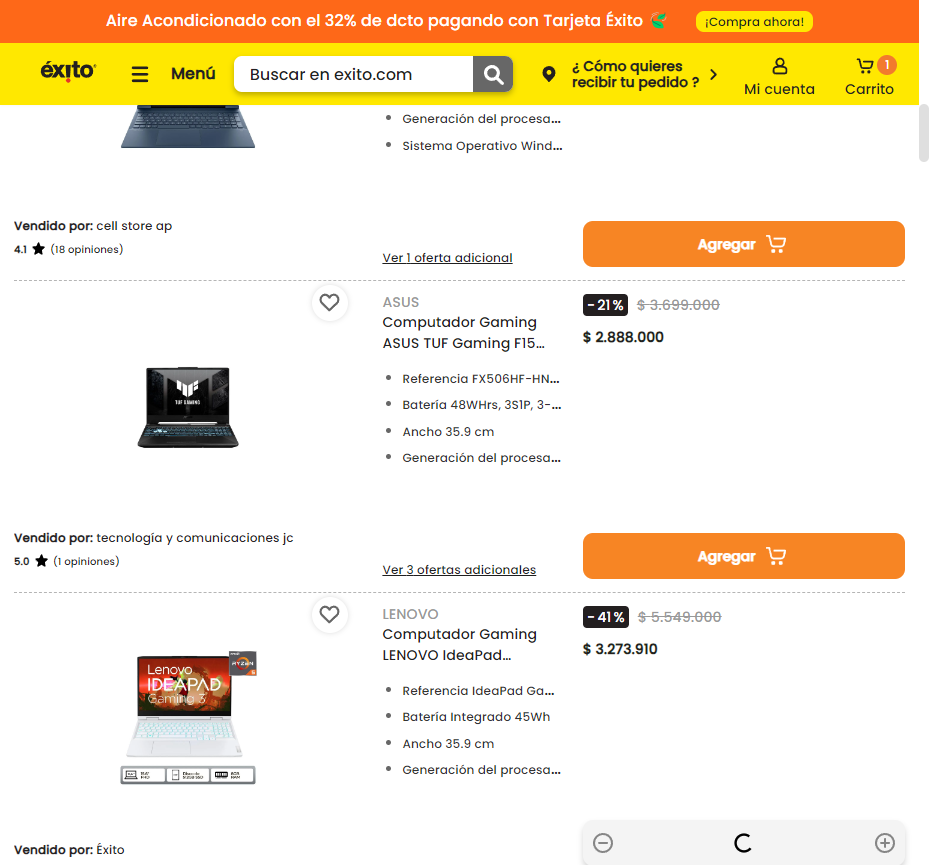 Aire Acondicionado con el 32% de dcto pagando con Tarjeta Éxito
¡Compra ahora!
éxito
Menú
Buscar en exito.com
¿ Cómo quieres
recibir tu pedido ?
Mi cuenta
1
Carrito
Generación del procesa...
Sistema Operativo Wind...
Vendido por: cell store ap
4.1 (18 opiniones)
Ver 1 oferta adicional
Agregar
ASUS
Computador Gaming
ASUS TUF Gaming F15...
- 21 % $ 3.699.000
$ 2.888.000
TUF GAMING
Referencia FX506HF-HN...
Batería 48WHrs, 3S1P, 3-...
Ancho 35.9 cm
Generación del procesa...
Vendido por: tecnología y comunicaciones jc
5.0 (1 opiniones)
Ver 3 ofertas adicionales
Agregar
LENOVO
Computador Gaming
LENOVO IdeaPad...
- 41 % $ 5.549.000
$ 3.273.910
Lenovo
IDEAPAD
Gaming 3
RYZEN
Referencia IdeaPad Ga...
Batería Integrado 45Wh
Ancho 35.9 cm
Generación del procesa...
Vendido por: Éxito